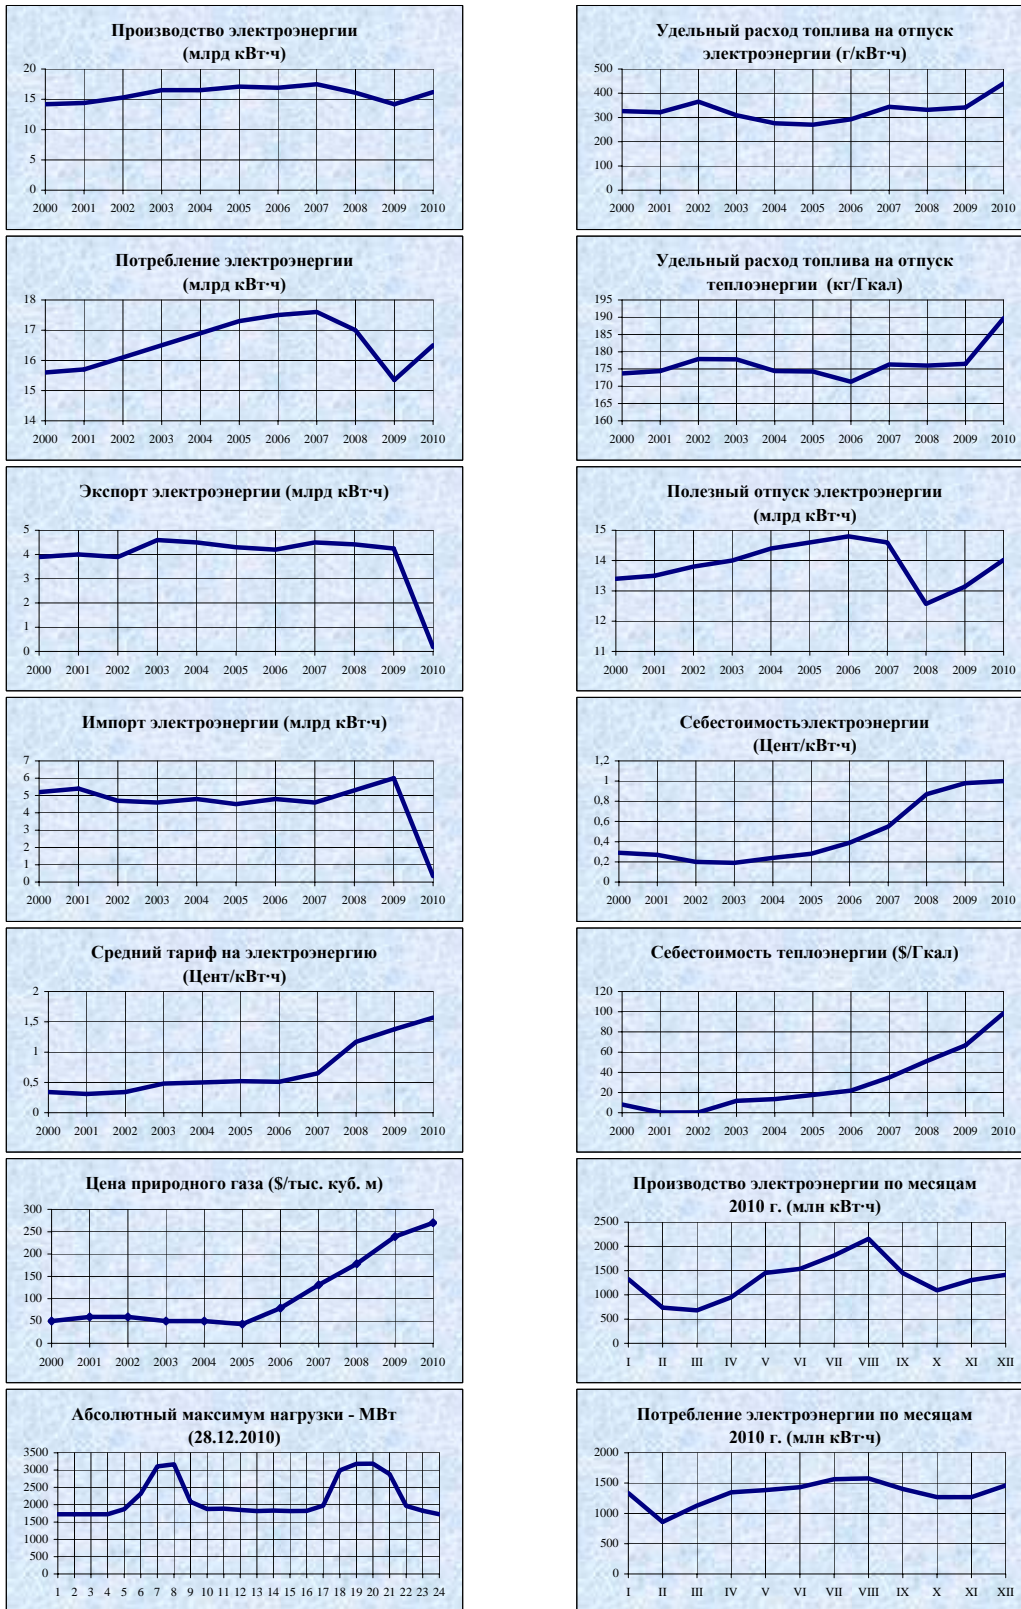 Производство электроэнергии
(млрд кВт·ч)
20
15
10
5
0
2000 2001 2002 2003 2004 2005 2006 2007 2008 2009 2010
Удельный расход топлива на отпуск
электроэнергии (г/кВт·ч)
500
400
300
200
100
0
2000 2001 2002 2003 2004 2005 2006 2007 2008 2009 2010
Потребление электроэнергии
(млрд кВт·ч)
18
17
16
15
14
2000 2001 2002 2003 2004 2005 2006 2007 2008 2009 2010
Удельный расход топлива на отпуск
теплоэнергии (кг/Гкал)
195
190
185
180
175
170
165
160
2000 2001 2002 2003 2004 2005 2006 2007 2008 2009 2010
Экспорт электроэнергии (млрд кВт·ч)
5
4
3
2
1
0
2000 2001 2002 2003 2004 2005 2006 2007 2008 2009 2010
Полезный отпуск электроэнергии
(млрд кВт·ч)
15
14
13
12
11
2000 2001 2002 2003 2004 2005 2006 2007 2008 2009 2010
Импорт электроэнергии (млрд кВт·ч)
7
6
5
4
3
2
1
0
2000 2001 2002 2003 2004 2005 2006 2007 2008 2009 2010
Себестоимостьэлектроэнергии
(Цент/кВт·ч)
1,2
1
0,8
0,6
0,4
0,2
0
2000 2001 2002 2003 2004 2005 2006 2007 2008 2009 2010
Средний тариф на электроэнергию
(Цент/кВт·ч)
2
1,5
1
0,5
0
2000 2001 2002 2003 2004 2005 2006 2007 2008 2009 2010
Себестоимость теплоэнергии ($/Гкал)
120
100
80
60
40
20
0
2000 2001 2002 2003 2004 2005 2006 2007 2008 2009 2010
Цена природного газа ($/тыс. куб. м)
300
250
200
150
100
50
0
2000 2001 2002 2003 2004 2005 2006 2007 2008 2009 2010
Производство электроэнергии по месяцам
2010 г. (млн кВт·ч)
2500
2000
1500
1000
500
0
I II III IV V VI VII VIII IX X XI XII
Абсолютный максимум нагрузки - МВт
(28.12.2010)
3500
3000
2500
2000
1500
1000
500
0
1 2 3 4 5 6 7 8 9 10 11 12 13 14 15 16 17 18 19 20 21 22 23 24
Потребление электроэнергии по месяцам
2010 г. (млн кВт·ч)
2000
1500
1000
500
0
I II III IV V VI VII VIII IX X XI XII